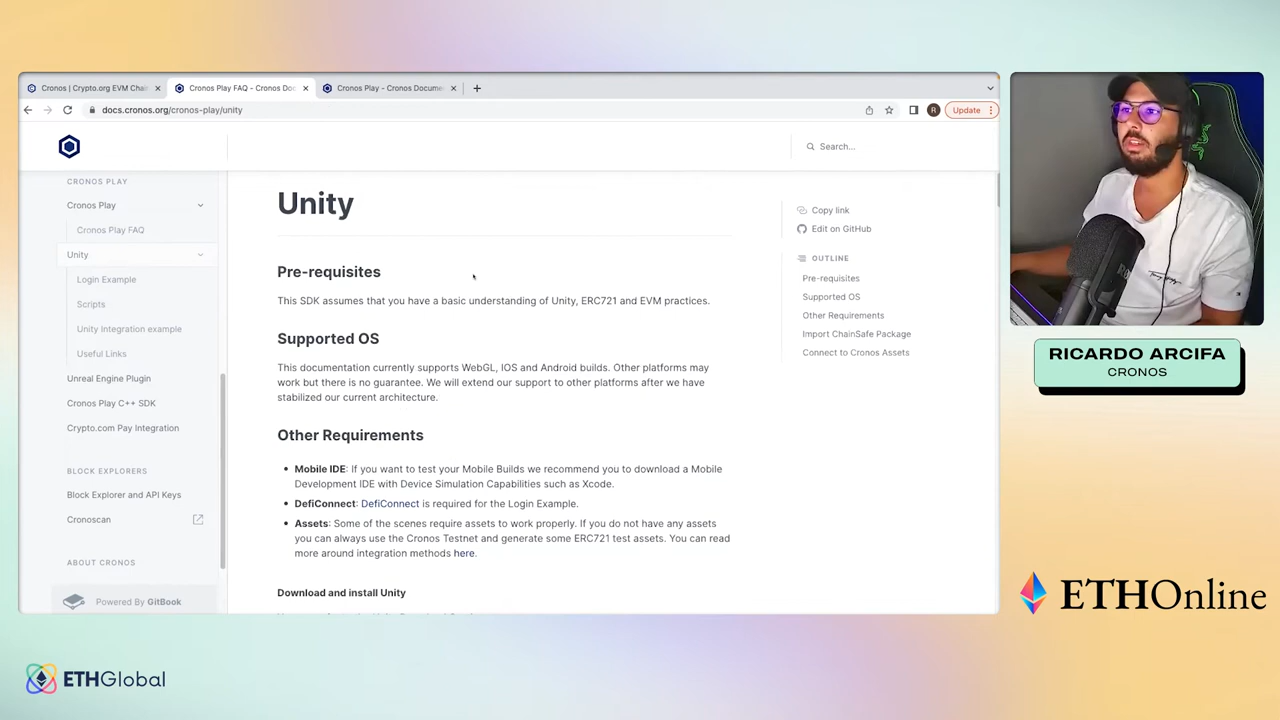 Cronos | Crypto.org EVM Chain
Cronos Play FAQ - Cronos Doc
Cronos Play - Cronos Docume
docs.cronos.org/cronos-play/unity
Update
Search...
CRONOS PLAY
Cronos Play
Cronos Play FAQ
Unity
Login Example
Scripts
Unity Integration example
Useful Links
Unreal Engine Plugin
Cronos Play C++ SDK
Crypto.com Pay Integration
BLOCK EXPLORERS
Block Explorer and API Keys
Cronoscan
ABOUT CRONOS
Powered By GitBook
Unity
Pre-requisites
This SDK assumes that you have a basic understanding of Unity, ERC721 and EVM practices.
Supported OS
This documentation currently supports WebGL, IOS and Android builds. Other platforms may
work but there is no guarantee. We will extend our support to other platforms after we have
stabilized our current architecture.
Other Requirements
Mobile IDE: If you want to test your Mobile Builds we recommend you to download a Mobile
Development IDE with Device Simulation Capabilities such as Xcode.
DefiConnect: DefiConnect is required for the Login Example.
Assets: Some of the scenes require assets to work properly. If you do not have any assets
you can always use the Cronos Testnet and generate some ERC721 test assets. You can read
more around integration methods here.
Download and install Unity
Copy link
Edit on GitHub
OUTLINE
Pre-requisites
Supported OS
Other Requirements
Import ChainSafe Package
Connect to Cronos Assets
RICARDO ARCIFA
CRONOS
ETHOnline
ETHGlobal